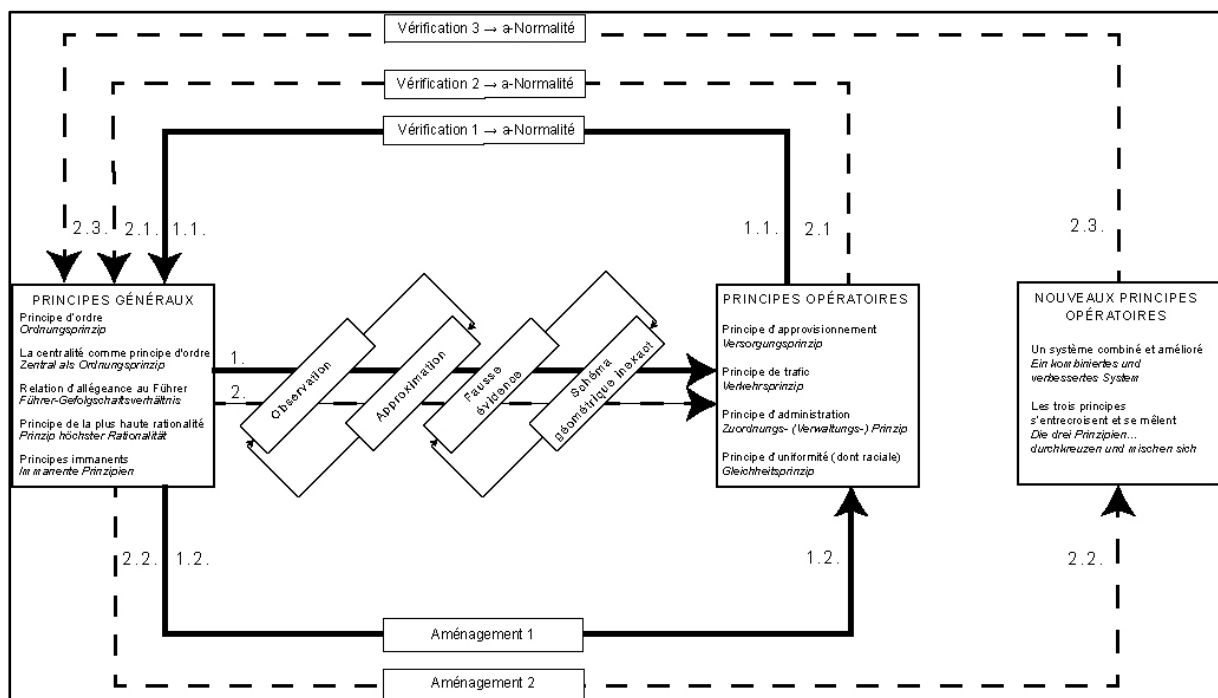 Vérification 3 → a-Normalité
Vérification 2 → a-Normalité
Vérification 1 → a-Normalité
2.3.
2.1.
1.1.
1.1.
2.1
2.3.
PRINCIPES GÉNÉRAUX
Principe d'ordre
Ordnungsprinzip
La centralité comme principe d'ordre
Zentral als Ordnungsprinzip
Relation d'allégeance au Führer
Führer-Gefolgschaftverhältnis
Principe de la plus haute rationalité
Prinzip höchster Rationalität
Principes immanents
Immanente Prinzipien
1.
2.
Observation
Approximation
Fausse
évidence
Schéma
géométrique inexact
PRINCIPES OPÉRATOIRES
Principe d'approvisionnement
Versorgungsprinzip
Principe de trafic
Verkehrsprinzip
Principe d'administration
Zuordnungs- (Verwaltungs-) Prinzip
Principe d'uniformité (dont raciale)
Gleichheitsprinzip
NOUVEAUX PRINCIPES
OPÉRATOIRES
Un système combiné et amélioré
Ein kombiniertes und
verbessertes System
Les trois principes
s'entrecroisent et se mêlent
Die drei Prinzipien...
durchkreuzen und mischen sich
2.2.
1.2.
1.2.
2.2.
Aménagement 1
Aménagement 2